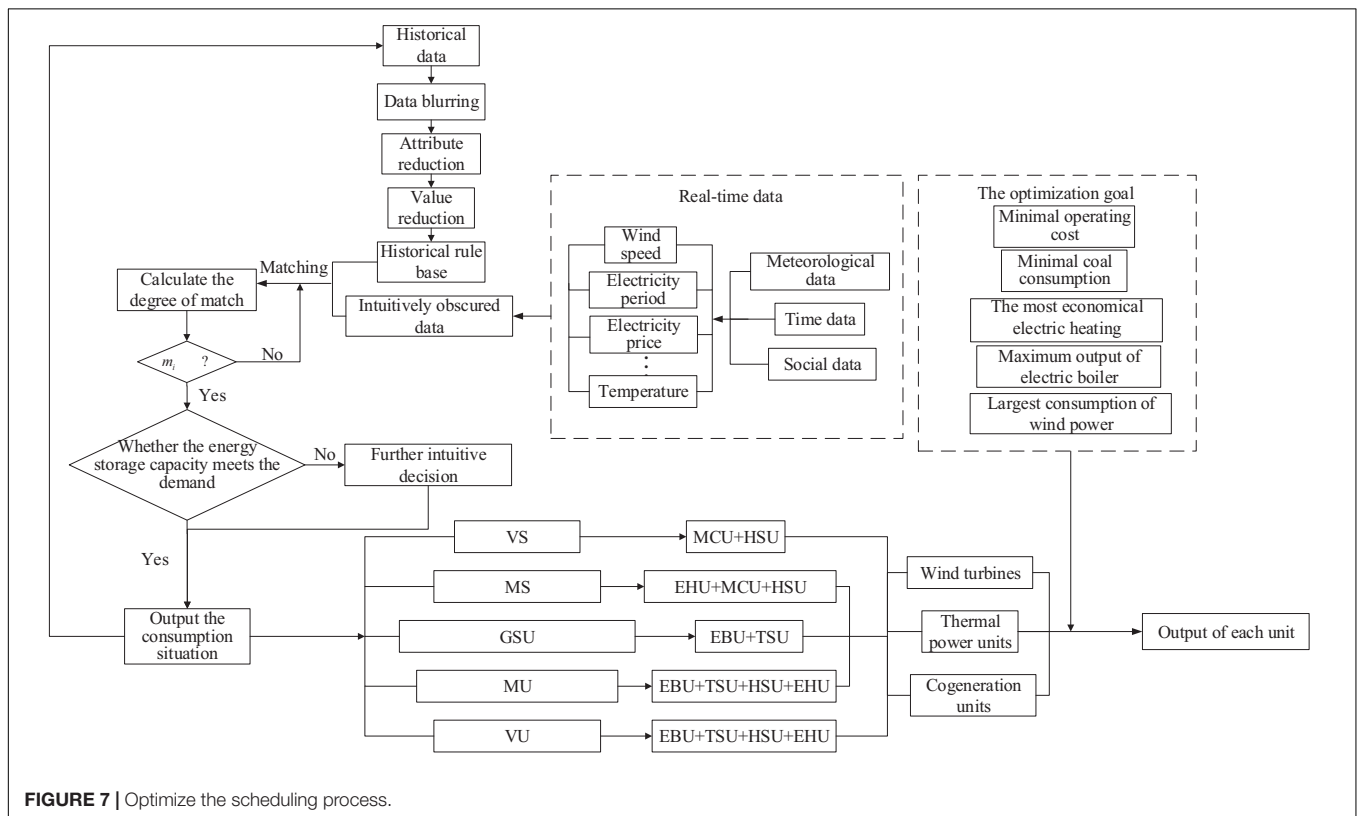 Historical
data
Data blurring
Attribute
reduction
Value
reduction
Historical rule
base
Matching
Calculate the
degree of match
Intuitively obscured
data
m_i ?
No
Yes
Whether the energy
storage capacity meets the
demand
No
Further intuitive
decision
Yes
Output the
consumption
situation
Real-time data
Wind
speed
Electricity
period
Electricity
price
⋮
Temperature
Meteorological
data
Time data
Social data
The optimization goal
Minimal operating
cost
Minimal coal
consumption
The most economical
electric heating
Maximum output of
electric boiler
Largest consumption of
wind power
VS
MCU+HSU
MS
EHU+MCU+HSU
GSU
EBU+TSU
MU
EBU+TSU+HSU+EHU
VU
EBU+TSU+HSU+EHU
Wind turbines
Thermal
power units
Cogeneration
units
Output of each unit
FIGURE 7 | Optimize the scheduling process.